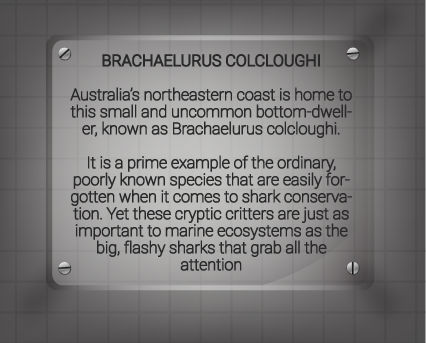 BRACHAELURUS COLCLOUGHI
Australia's northeastern coast is home to
this small and uncommon bottom-dwell-
er, known as Brachaelurus colcloughi.
It is a prime example of the ordinary,
poorly known species that are easily for-
gotten when it comes to shark conserva-
tion. Yet these cryptic critters are just as
important to marine ecosystems as the
big, flashy sharks that grab all the
attention